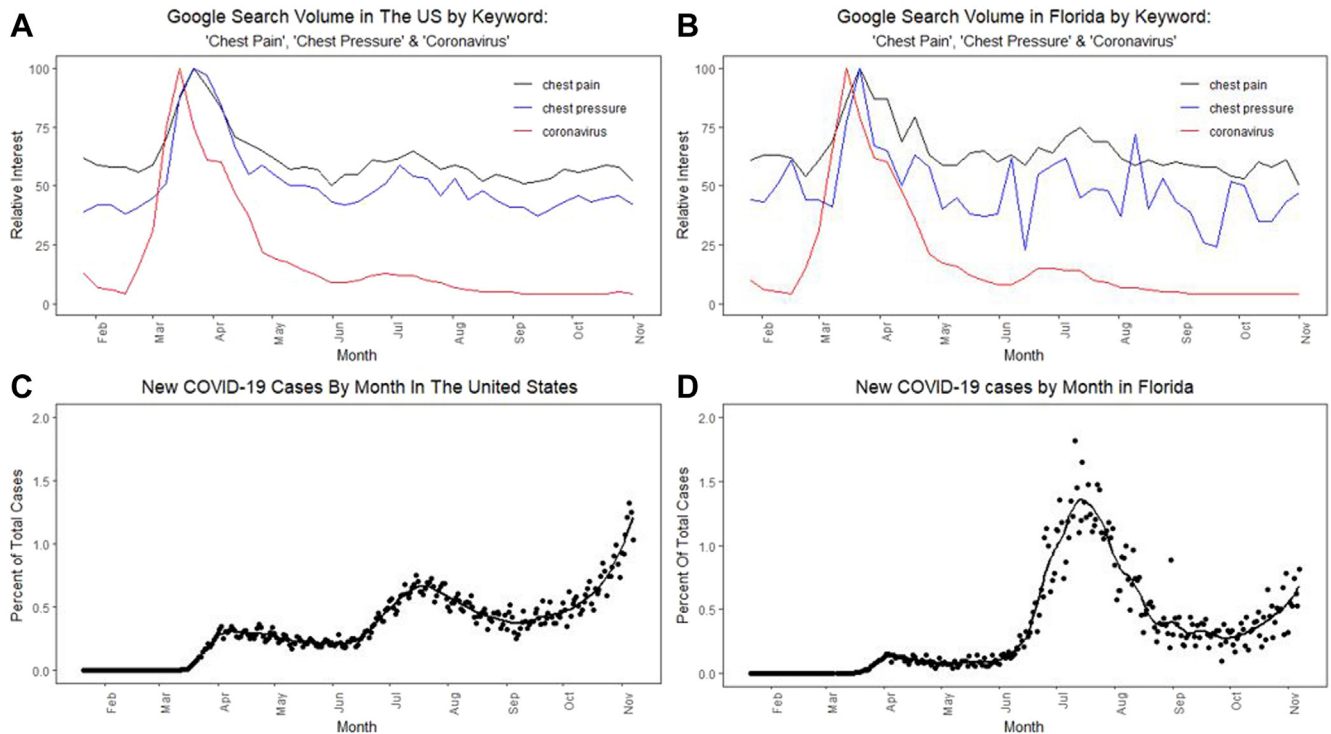 A
Google Search Volume in The US by Keyword:
'Chest Pain', 'Chest Pressure' & 'Coronavirus'
Relative Interest
100
75
50
25
0
chest pain
chest pressure
coronavirus
Feb
Mar
Apr
May
Jun
Jul
Aug
Sep
Oct
Nov
Month
B
Google Search Volume in Florida by Keyword:
'Chest Pain', 'Chest Pressure' & 'Coronavirus'
Relative Interest
100
75
50
25
0
chest pain
chest pressure
coronavirus
Feb
Mar
Apr
May
Jun
Jul
Aug
Sep
Oct
Nov
Month
C
New COVID-19 Cases By Month In The United States
Percent of Total Cases
2.0
1.5
1.0
0.5
0.0
Feb
Mar
Apr
May
Jun
Jul
Aug
Sep
Oct
Nov
Month
D
New COVID-19 cases by Month in Florida
Percent Of Total Cases
2.0
1.5
1.0
0.5
0.0
Feb
Mar
Apr
May
Jun
Jul
Aug
Sep
Oct
Nov
Month